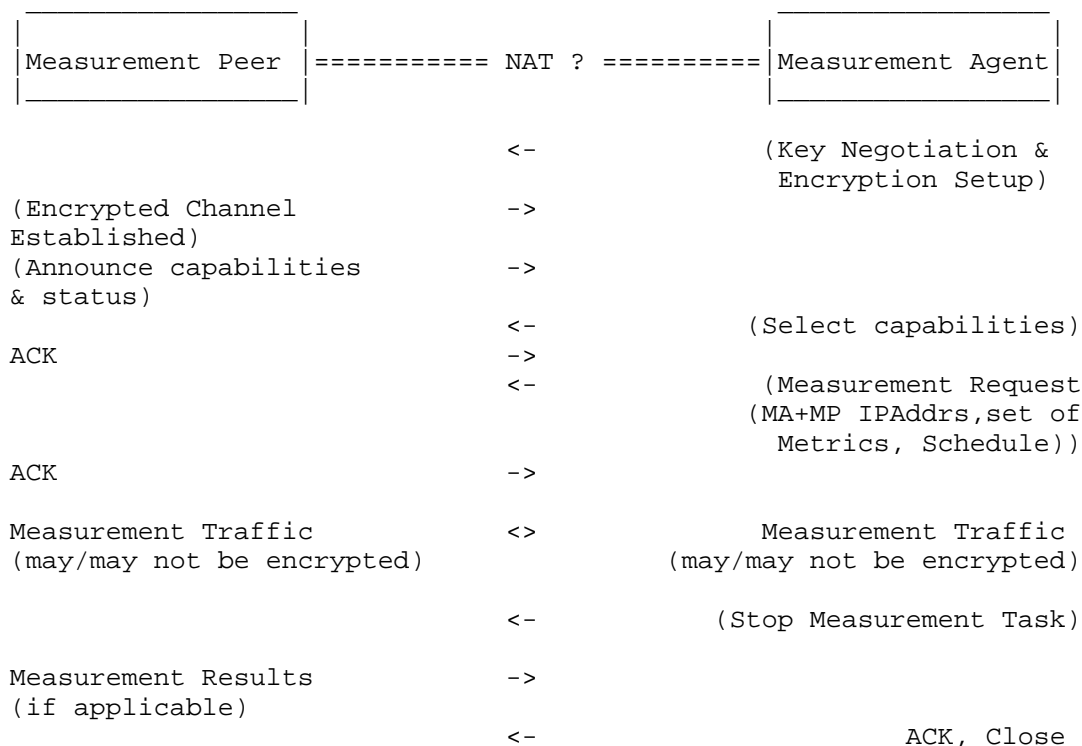 Measurement Peer |=========== NAT ? ==========|Measurement Agent
<- (Key Negotiation &
Encryption Setup)
(Encrypted Channel ->
Established)
(Announce capabilities ->
& status)
<- (Select capabilities)
ACK ->
<- (Measurement Request
(MA+MP IPAddrs,set of
Metrics, Schedule))
ACK ->
Measurement Traffic <> Measurement Traffic
(may/may not be encrypted) (may/may not be encrypted)
<- (Stop Measurement Task)
Measurement Results ->
(if applicable)
<- ACK, Close